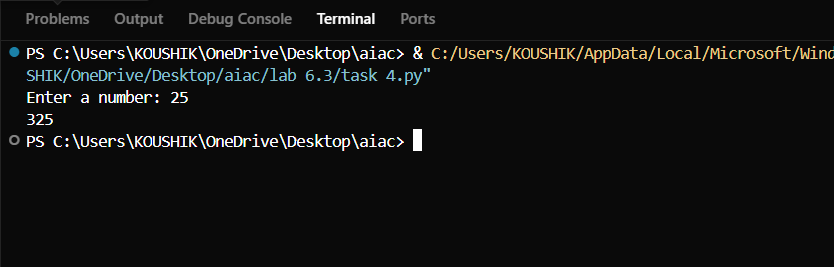 Problems Output Debug Console Terminal Ports
PS C:\Users\KOUSHIK\OneDrive\Desktop\aiac> & C:/Users/KOUSHIK/AppData/Local/Microsoft/Wind
SHIK/OneDrive/Desktop/aiac/lab 6.3/task 4.py"
Enter a number: 25
325
PS C:\Users\KOUSHIK\OneDrive\Desktop\aiac>